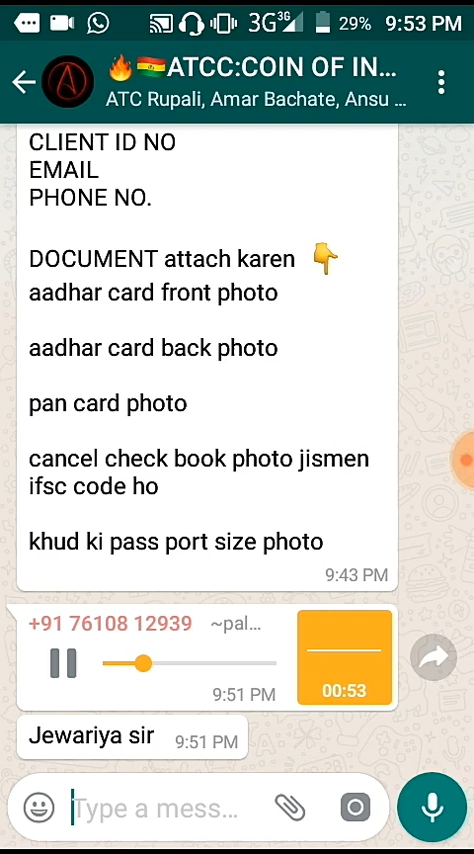 3G 3G 29% 9:53 PM
🔥🇧🇴ATCC:COIN OF IN...
ATC Rupali, Amar Bachate, Ansu ...
CLIENT ID NO
EMAIL
PHONE NO.
DOCUMENT attach karen 👇
aadhar card front photo
aadhar card back photo
pan card photo
cancel check book photo jismen
ifsc code ho
khud ki pass port size photo
9:43 PM
+91 76108 12939 ~pal...
9:51 PM
00:53
Jewariya sir 9:51 PM
Type a mess...